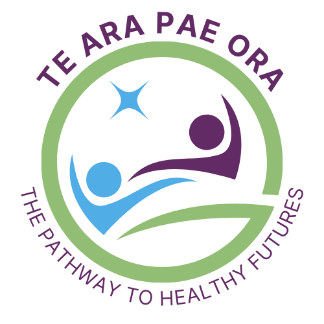 TE ARA PAE ORA
THE PATHWAY TO HEALTHY FUTURES